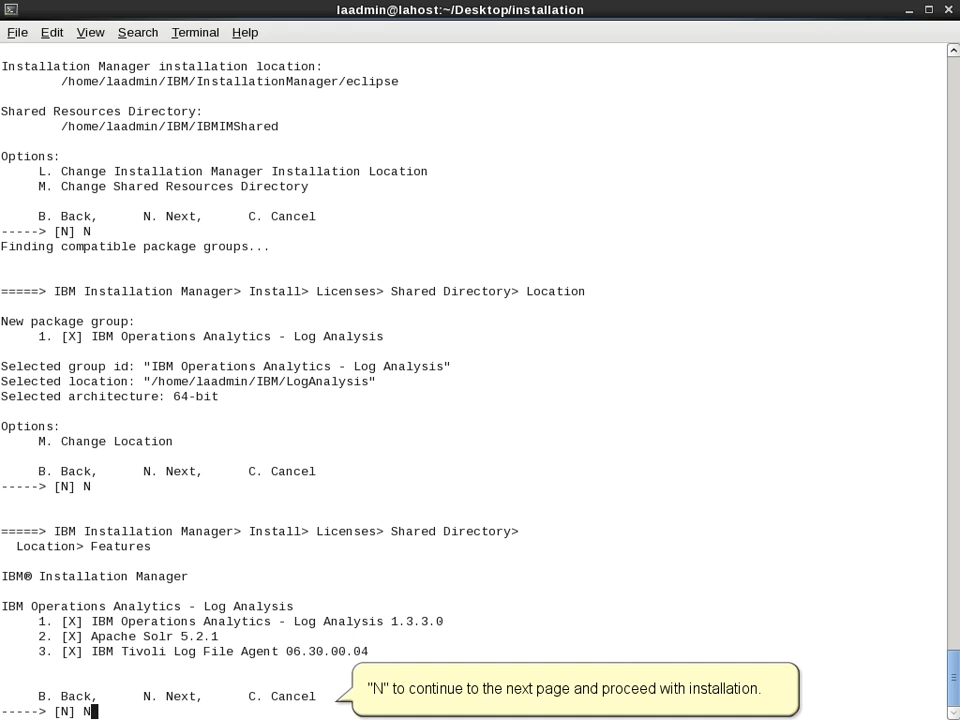 laadmin@lahost:~/Desktop/installation
File Edit View Search Terminal Help
Installation Manager installation location:
/home/laadmin/IBM/InstallationManager/eclipse
Shared Resources Directory:
/home/laadmin/IBM/IBMIMShared
Options:
L. Change Installation Manager Installation Location
M. Change Shared Resources Directory
B. Back, N. Next, C. Cancel
-----> [N] N
Finding compatible package groups...
=====> IBM Installation Manager> Install> Licenses> Shared Directory> Location
New package group:
1. [X] IBM Operations Analytics - Log Analysis
Selected group id: "IBM Operations Analytics - Log Analysis"
Selected location: "/home/laadmin/IBM/LogAnalysis"
Selected architecture: 64-bit
Options:
M. Change Location
B. Back, N. Next, C. Cancel
-----> [N] N
=====> IBM Installation Manager> Install> Licenses> Shared Directory>
Location> Features
IBM® Installation Manager
IBM Operations Analytics - Log Analysis
1. [X] IBM Operations Analytics - Log Analysis 1.3.3.0
2. [X] Apache Solr 5.2.1
3. [X] IBM Tivoli Log File Agent 06.30.00.04
B. Back, N. Next, C. Cancel
-----> [N] N
"N" to continue to the next page and proceed with installation.